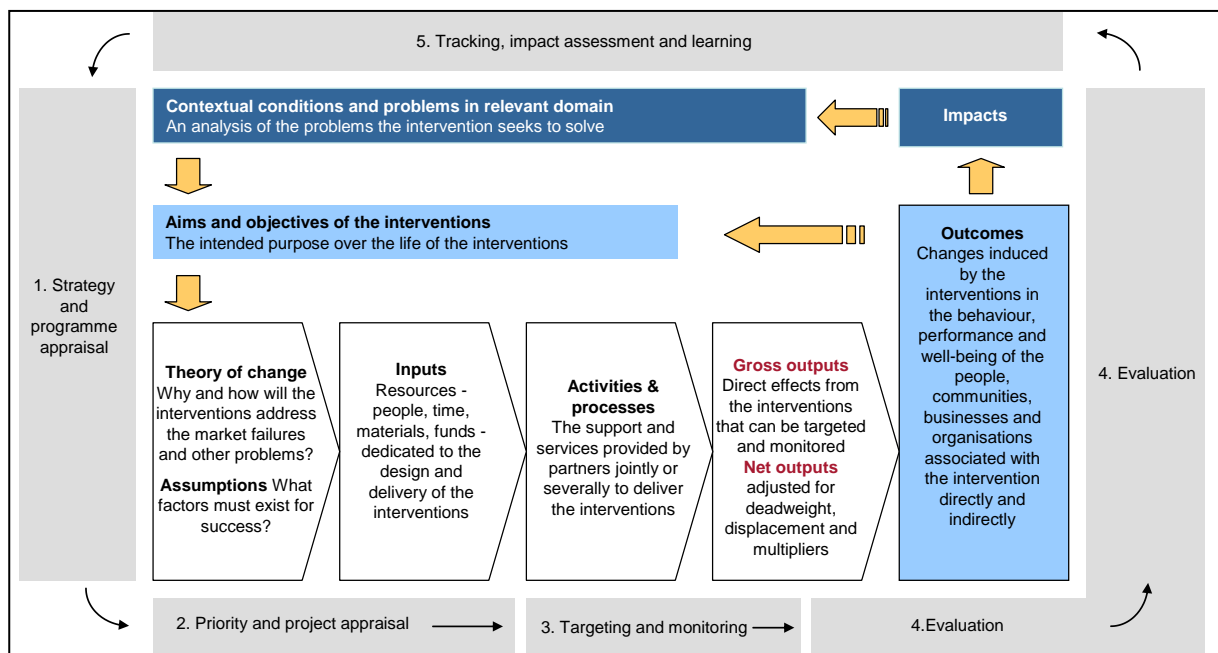 5. Tracking, impact assessment and learning
Contextual conditions and problems in relevant domain
An analysis of the problems the intervention seeks to solve
Impacts
Aims and objectives of the interventions
The intended purpose over the life of the interventions
1. Strategy
and
programme
appraisal
Theory of change
Why and how will the
interventions address
the market failures
and other problems?
Assumptions What
factors must exist for
success?
Inputs
Resources -
people, time,
materials, funds -
dedicated to the
design and
delivery of the
interventions
Activities &
processes
The support and
services provided by
partners jointly or
severally to deliver
the interventions
Gross outputs
Direct effects from
the interventions
that can be targeted
and monitored
Net outputs
adjusted for
deadweight,
displacement and
multipliers
Outcomes
Changes induced
by the
interventions in
the behaviour,
performance and
well-being of the
people,
communities,
businesses and
organisations
associated with
the intervention
directly and
indirectly
4. Evaluation
2. Priority and project appraisal
3. Targeting and monitoring
4.Evaluation